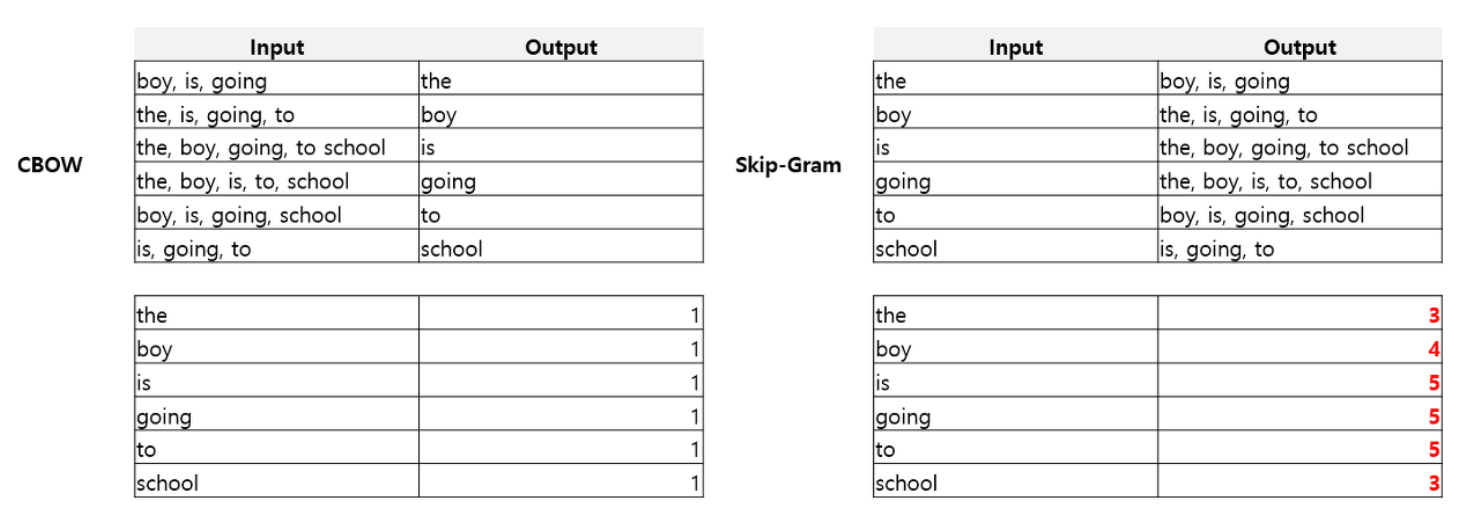 Input Output Input Output
boy, is, going the the boy, is, going
the, is, going, to boy boy the, is, going, to
the, boy, going, to school is is the, boy, going, to school
CBOW Skip-Gram
the, boy, is, to, school going going the, boy, is, to, school
boy, is, going, school to to boy, is, going, school
is, going, to school school is, going, to
the 1 the 3
boy 1 boy 4
is 1 is 5
going 1 going 5
to 1 to 5
school 1 school 3